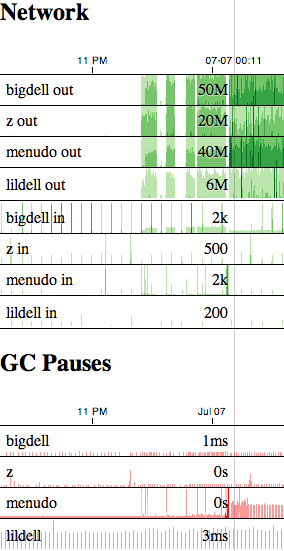 Network
11 PM 07-07 00:11
bigdell out 50M
z out 20M
menudo out 40M
lildell out 6M
bigdell in 2k
z in 500
menudo in 2k
lildell in 200
GC Pauses
11 PM Jul 07
bigdell 1ms
z 0s
menudo 0s
lildell 3ms